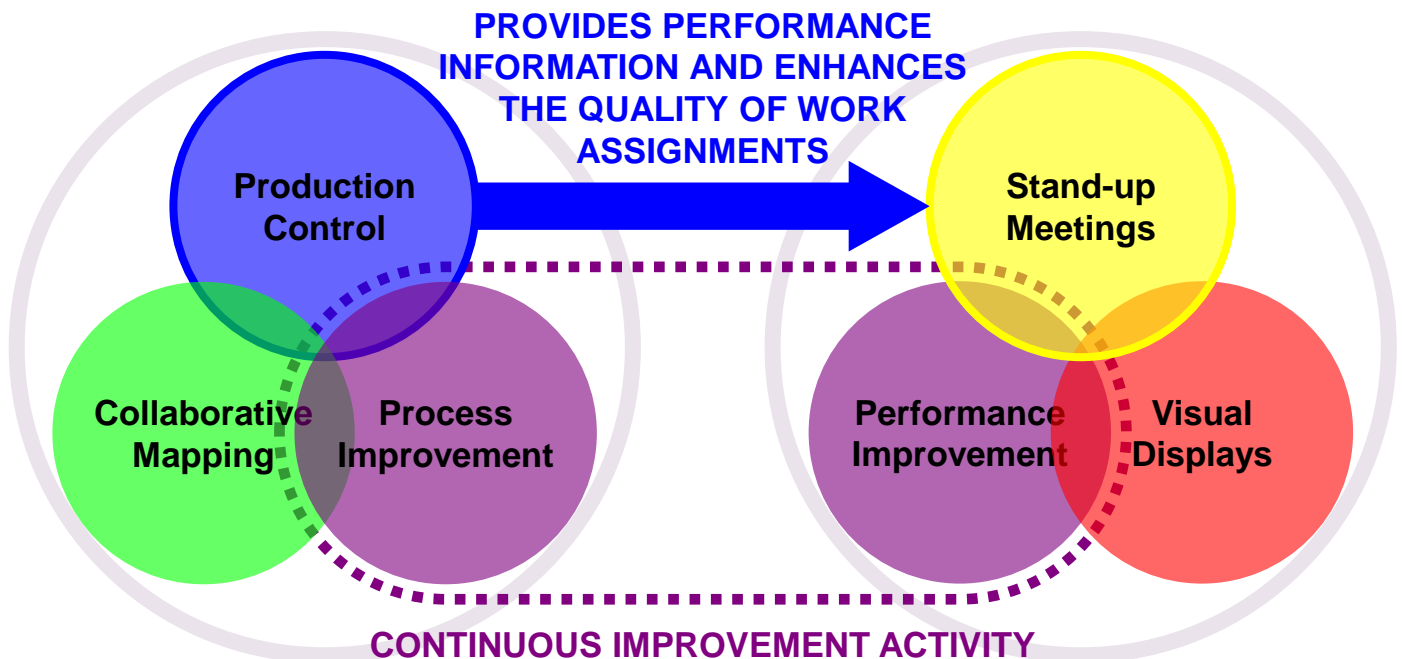 PROVIDES PERFORMANCE
INFORMATION AND ENHANCES
THE QUALITY OF WORK
ASSIGNMENTS
Production
Control
Stand-up
Meetings
Collaborative
Mapping
Process
Improvement
Performance
Improvement
Visual
Displays
CONTINUOUS IMPROVEMENT ACTIVITY